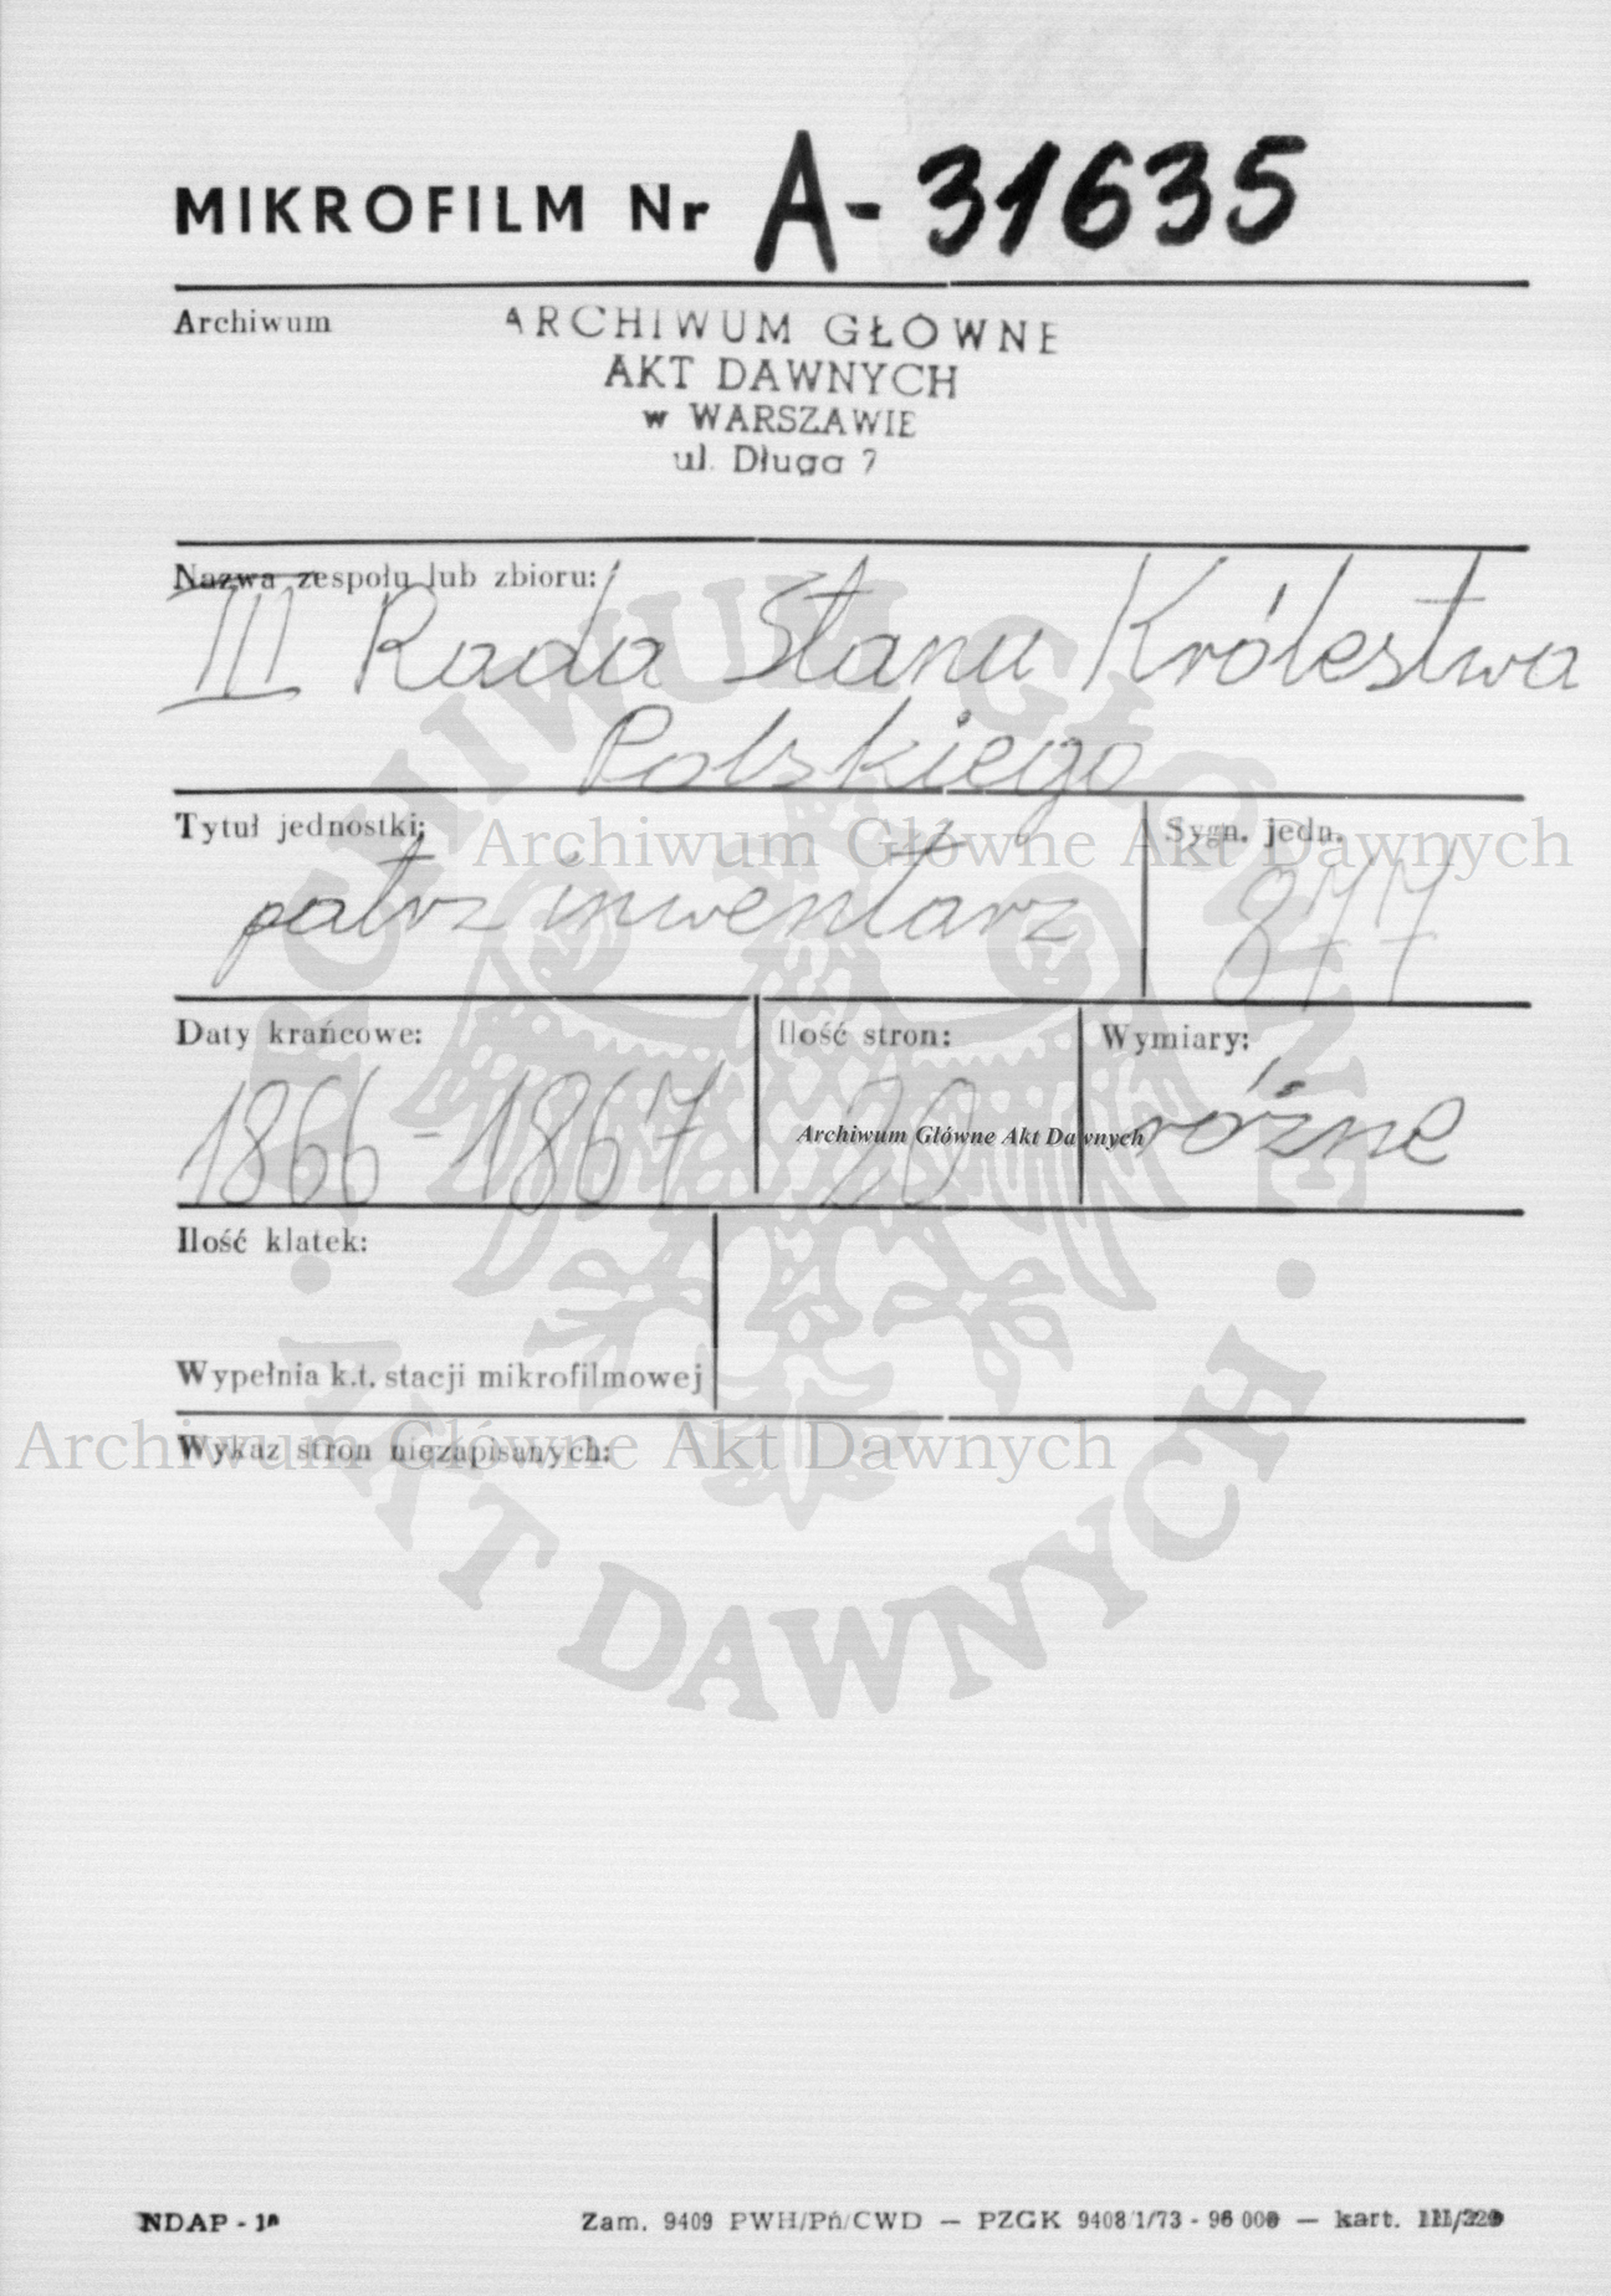 MIKROFILM Nr A-31635
Archiwum
ARCHIWUM GŁÓWNE
AKT DAWNYCH
w WARSZAWIE
ul. Długa 7
Nazwa zespołu lub zbioru:
III Rada Stanu Królestwa
Polskiego
Tytuł jednostki: Sygn. jedn.
Archiwum Główne Akt Dawnych
patrz inwentarz 877
Daty krańcowe: Ilość stron: Wymiary:
1866-1867 20 różne
Archiwum Główne Akt Dawnych
Ilość klatek:
Wypełnia k.t. stacji mikrofilmowej
Wykaz stron niezapisanych:
Archiwum Główne Akt Dawnych
ARCHIWUM GŁÓWNE
· AKT DAWNYCH ·
NDAP - Zam. 9409 PWH/Pń/CWD — PZGK 9408/1/73 - 96 000 — kart.